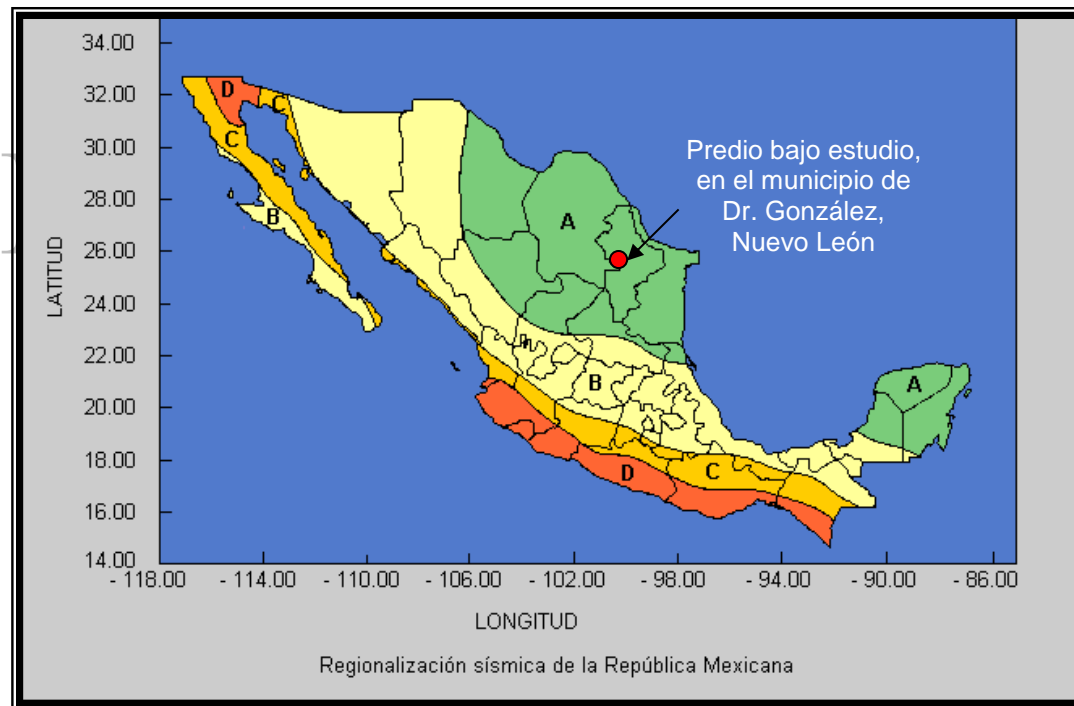 34.00
32.00
30.00
28.00
26.00
24.00
22.00
20.00
18.00
16.00
14.00
LATITUD
D
C
C
B
A
Predio bajo estudio,
en el municipio de
Dr. González,
Nuevo León
B
A
C
D
- 118.00 - 114.00 - 110.00 - 106.00 - 102.00 - 98.00 - 94.00 - 90.00 - 86.00
LONGITUD
Regionalización sísmica de la República Mexicana